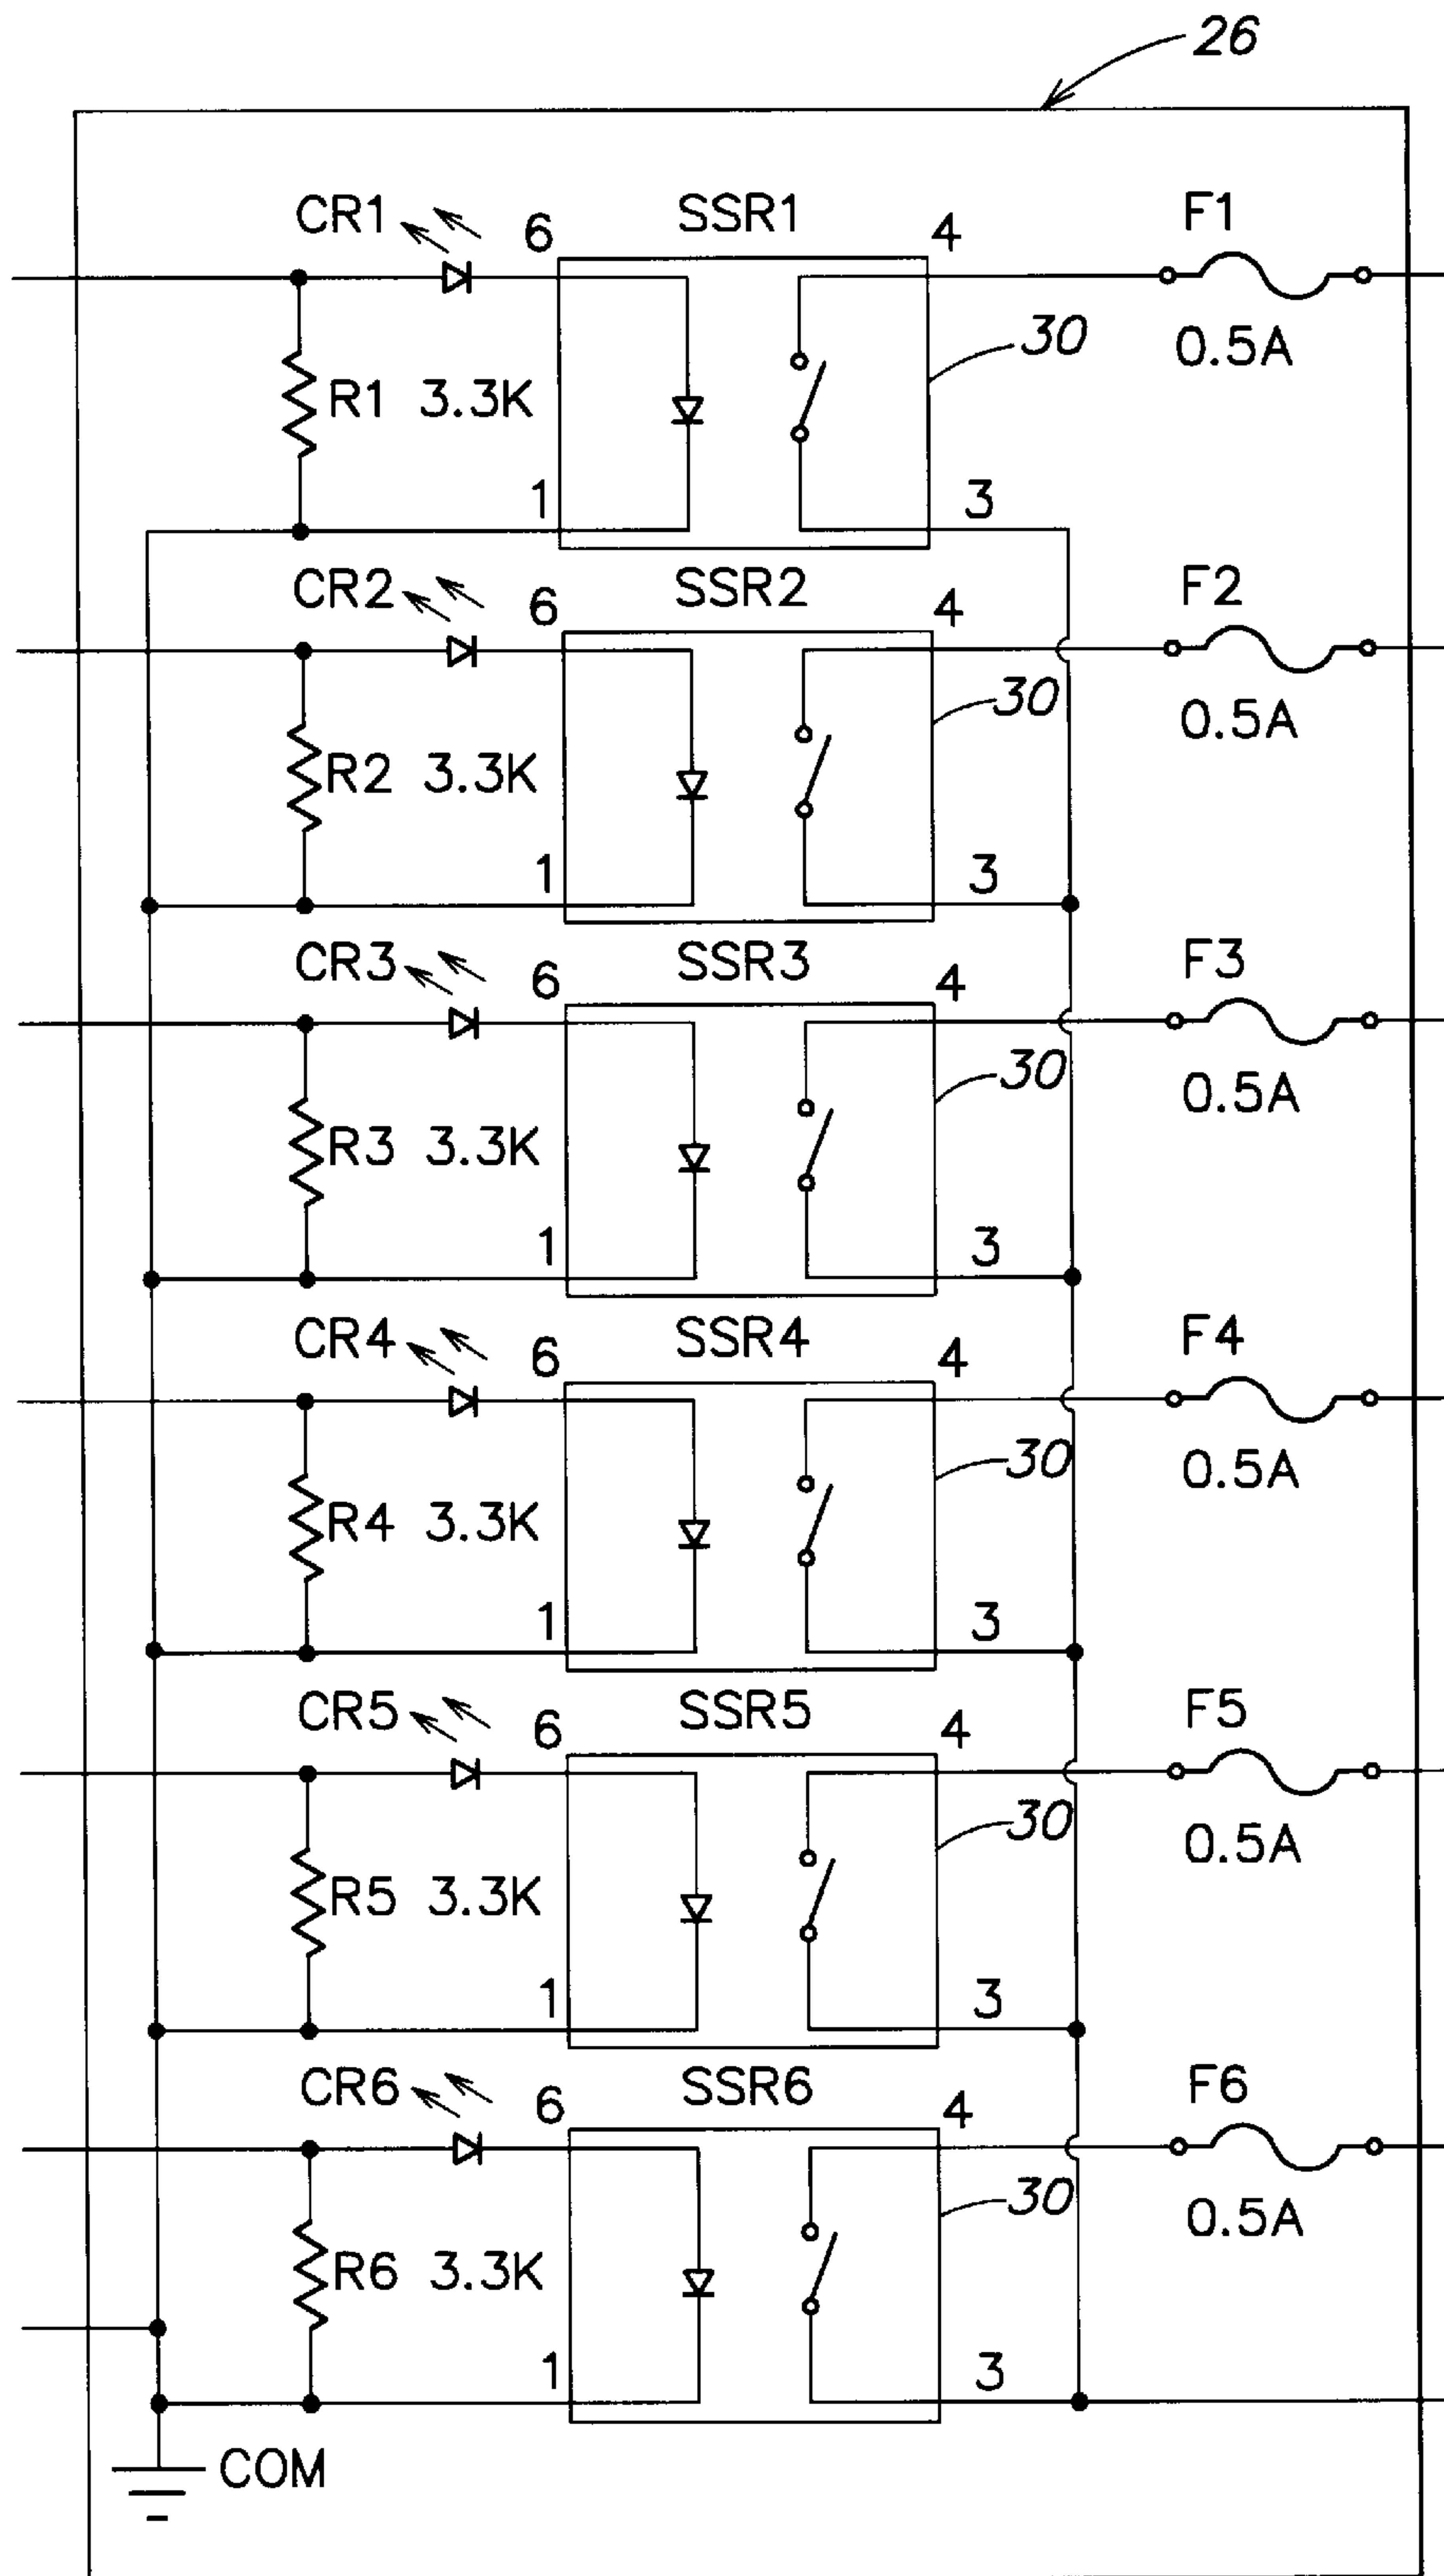 26
CR1 6 SSR1 4 F1
30 0.5A
R1 3.3K
1 3
CR2 6 SSR2 4 F2
30 0.5A
R2 3.3K
1 3
CR3 6 SSR3 4 F3
30 0.5A
R3 3.3K
1 3
CR4 6 SSR4 4 F4
30 0.5A
R4 3.3K
1 3
CR5 6 SSR5 4 F5
30 0.5A
R5 3.3K
1 3
CR6 6 SSR6 4 F6
30 0.5A
R6 3.3K
1 3
COM